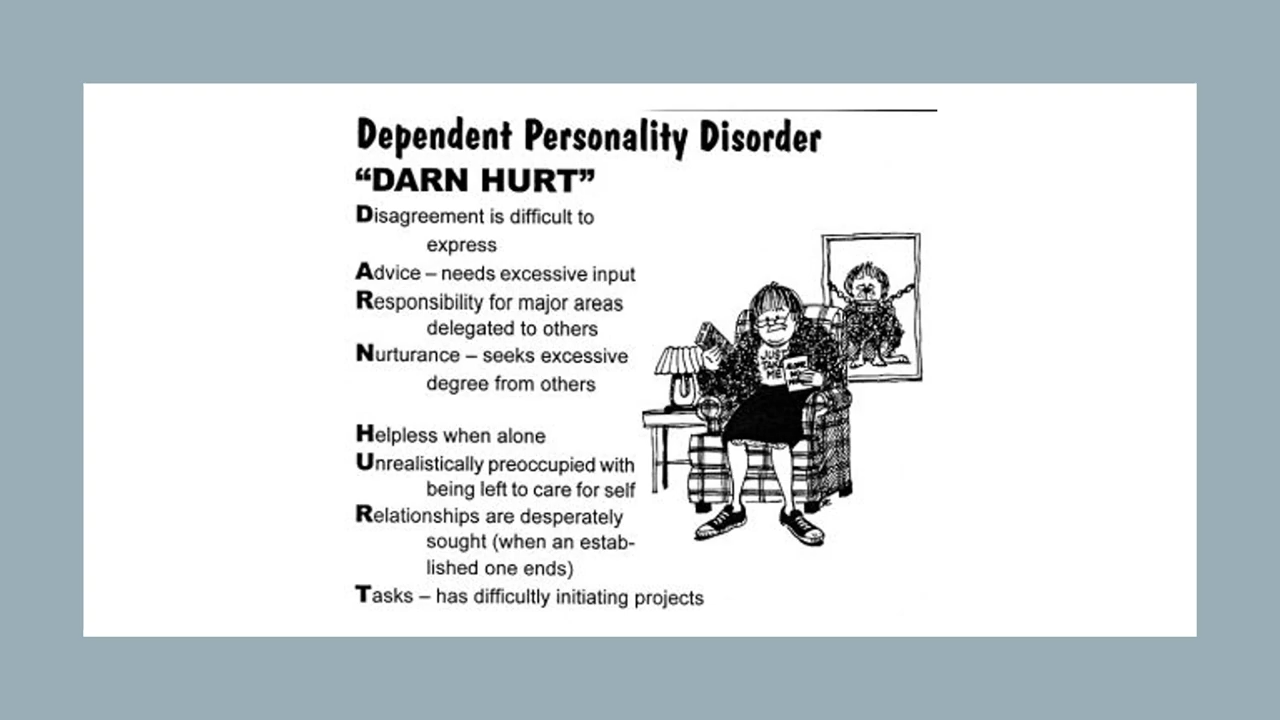 Dependent Personality Disorder
“DARN HURT”
Disagreement is difficult to
express
Advice – needs excessive input
Responsibility for major areas
delegated to others
Nurturance – seeks excessive
degree from others
Helpless when alone
Unrealistically preoccupied with
being left to care for self
Relationships are desperately
sought (when an estab-
lished one ends)
Tasks – has difficultly initiating projects
JUST
TAKE
ME